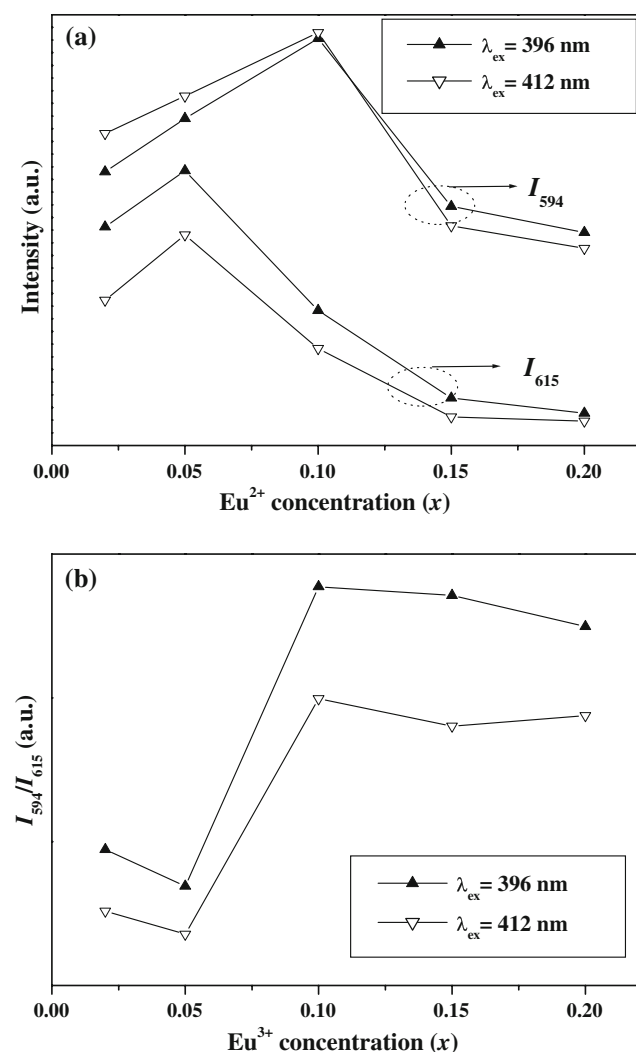 (a)
λex= 396 nm
λex= 412 nm
I594
I615
Intensity (a.u.)
0.00 0.05 0.10 0.15 0.20
Eu2+ concentration (x)
(b)
I594/I615 (a.u.)
λex= 396 nm
λex= 412 nm
0.00 0.05 0.10 0.15 0.20
Eu3+ concentration (x)